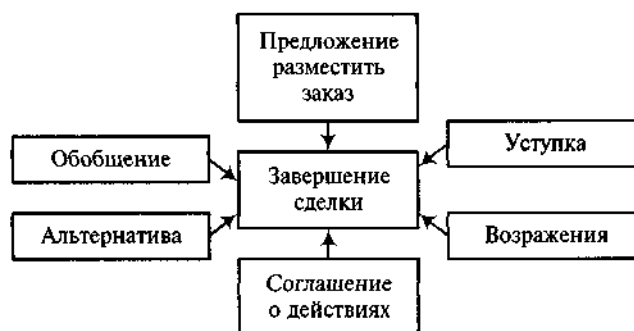 Предложение
разместить
заказ
Обобщение
Уступка
Завершение
сделки
Альтернатива
Возражения
Соглашение
о действиях